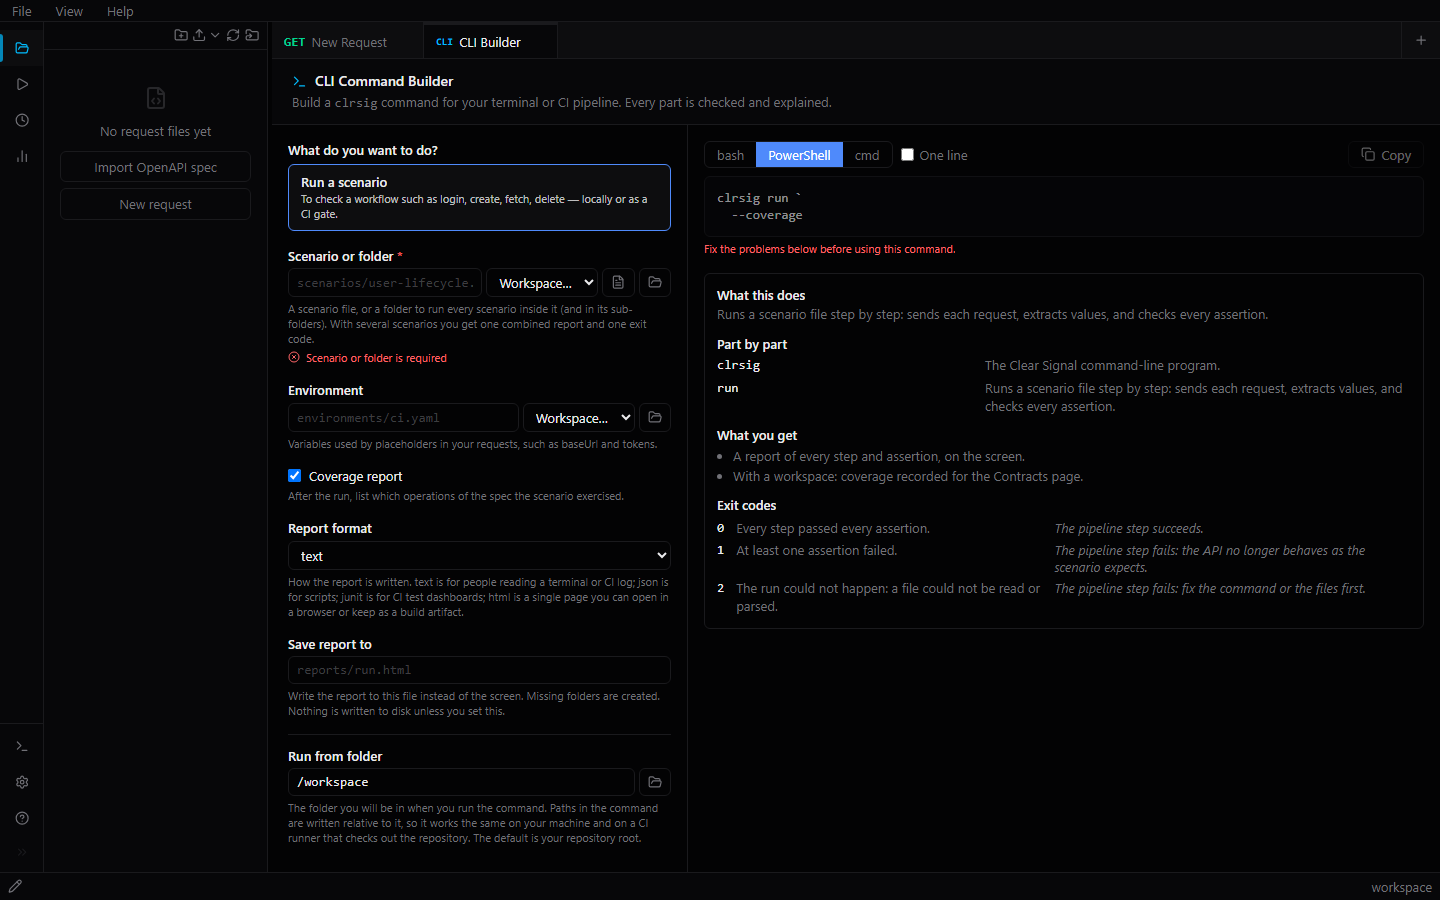 File View Help
GET New Request
CLI CLI Builder
CLI Command Builder
Build a clrsig command for your terminal or CI pipeline. Every part is checked and explained.
No request files yet
Import OpenAPI spec
New request
What do you want to do?
Run a scenario
To check a workflow such as login, create, fetch, delete — locally or as a
CI gate.
Scenario or folder *
scenarios/user-lifecycle.
Workspace...
A scenario file, or a folder to run every scenario inside it (and in its sub-
folders). With several scenarios you get one combined report and one exit
code.
Scenario or folder is required
Environment
environments/ci.yaml
Workspace...
Variables used by placeholders in your requests, such as baseUrl and tokens.
Coverage report
After the run, list which operations of the spec the scenario exercised.
Report format
text
How the report is written. text is for people reading a terminal or CI log; json is
for scripts; junit is for CI test dashboards; html is a single page you can open in
a browser or keep as a build artifact.
Save report to
reports/run.html
Write the report to this file instead of the screen. Missing folders are created.
Nothing is written to disk unless you set this.
Run from folder
/workspace
The folder you will be in when you run the command. Paths in the command
are written relative to it, so it works the same on your machine and on a CI
runner that checks out the repository. The default is your repository root.
bash PowerShell cmd One line Copy
clrsig run `
--coverage
Fix the problems below before using this command.
What this does
Runs a scenario file step by step: sends each request, extracts values, and checks every assertion.
Part by part
clrsig The Clear Signal command-line program.
run Runs a scenario file step by step: sends each request, extracts values, and
checks every assertion.
What you get
• A report of every step and assertion, on the screen.
• With a workspace: coverage recorded for the Contracts page.
Exit codes
0 Every step passed every assertion. The pipeline step succeeds.
1 At least one assertion failed. The pipeline step fails: the API no longer behaves as the
scenario expects.
2 The run could not happen: a file could not be read or The pipeline step fails: fix the command or the files first.
parsed.
workspace